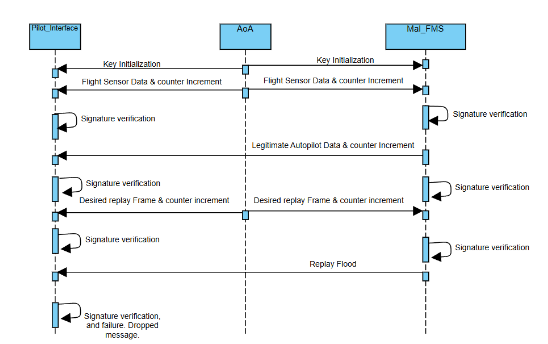 Pilot_Interface
AoA
Mal_FMS
Key Initialization
Key Initialization
Flight Sensor Data & counter Increment
Flight Sensor Data & counter Increment
Signature verification
Signature verification
Legitimate Autopilot Data & counter Increment
Signature verification
Signature verification
Desired replay Frame & counter increment
Desired replay Frame & counter increment
Signature verification
Signature verification
Replay Flood
Signature verification,
and failure. Dropped
message.